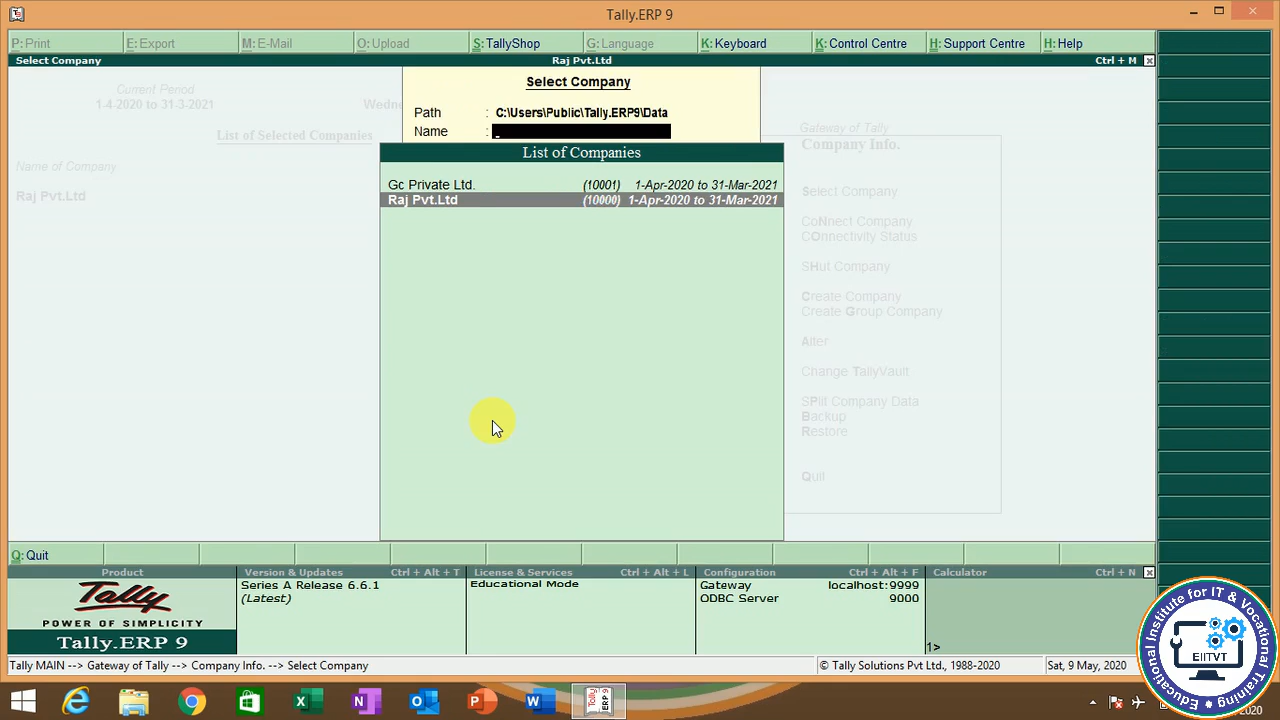 Tally.ERP 9
P: Print E: Export M: E-Mail O: Upload S: TallyShop G: Language K: Keyboard K: Control Centre H: Support Centre H: Help
Select Company Raj Pvt.Ltd Ctrl + M
Current Period
1-4-2020 to 31-3-2021
List of Selected Companies
Name of Company
Raj Pvt.Ltd
Select Company
Path : C:\Users\Public\Tally.ERP9\Data
Name :
List of Companies
Gc Private Ltd. (10001) 1-Apr-2020 to 31-Mar-2021
Raj Pvt.Ltd (10000) 1-Apr-2020 to 31-Mar-2021
Gateway of Tally
Company Info.
Select Company
CoNnect Company
COnnectivity Status
SHut Company
Create Company
Create Group Company
Alter
Change TallyVault
SPlit Company Data
Backup
Restore
Quit
Q: Quit
Product
Tally
POWER OF SIMPLICITY
Tally.ERP 9
Version & Updates Ctrl + Alt + T
Series A Release 6.6.1
(Latest)
License & Services Ctrl + Alt + L
Educational Mode
Configuration Ctrl + Alt + F
Gateway localhost:9999
ODBC Server 9000
Calculator Ctrl + N
1>
Tally MAIN --> Gateway of Tally --> Company Info. --> Select Company © Tally Solutions Pvt Ltd., 1988-2020 Sat, 9 May, 2020
Educational Institute for IT & Vocational Training
EIITVT
2020